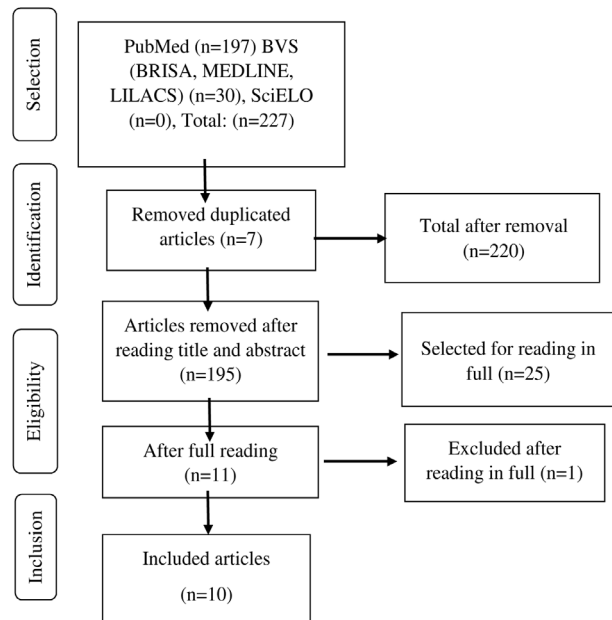 Selection
PubMed (n=197) BVS
(BRISA, MEDLINE,
LILACS) (n=30), SciELO
(n=0), Total: (n=227)
Identification
Removed duplicated
articles (n=7)
Total after removal
(n=220)
Eligibility
Articles removed after
reading title and abstract
(n=195)
Selected for reading in
full (n=25)
After full reading
(n=11)
Excluded after
reading in full (n=1)
Inclusion
Included articles
(n=10)